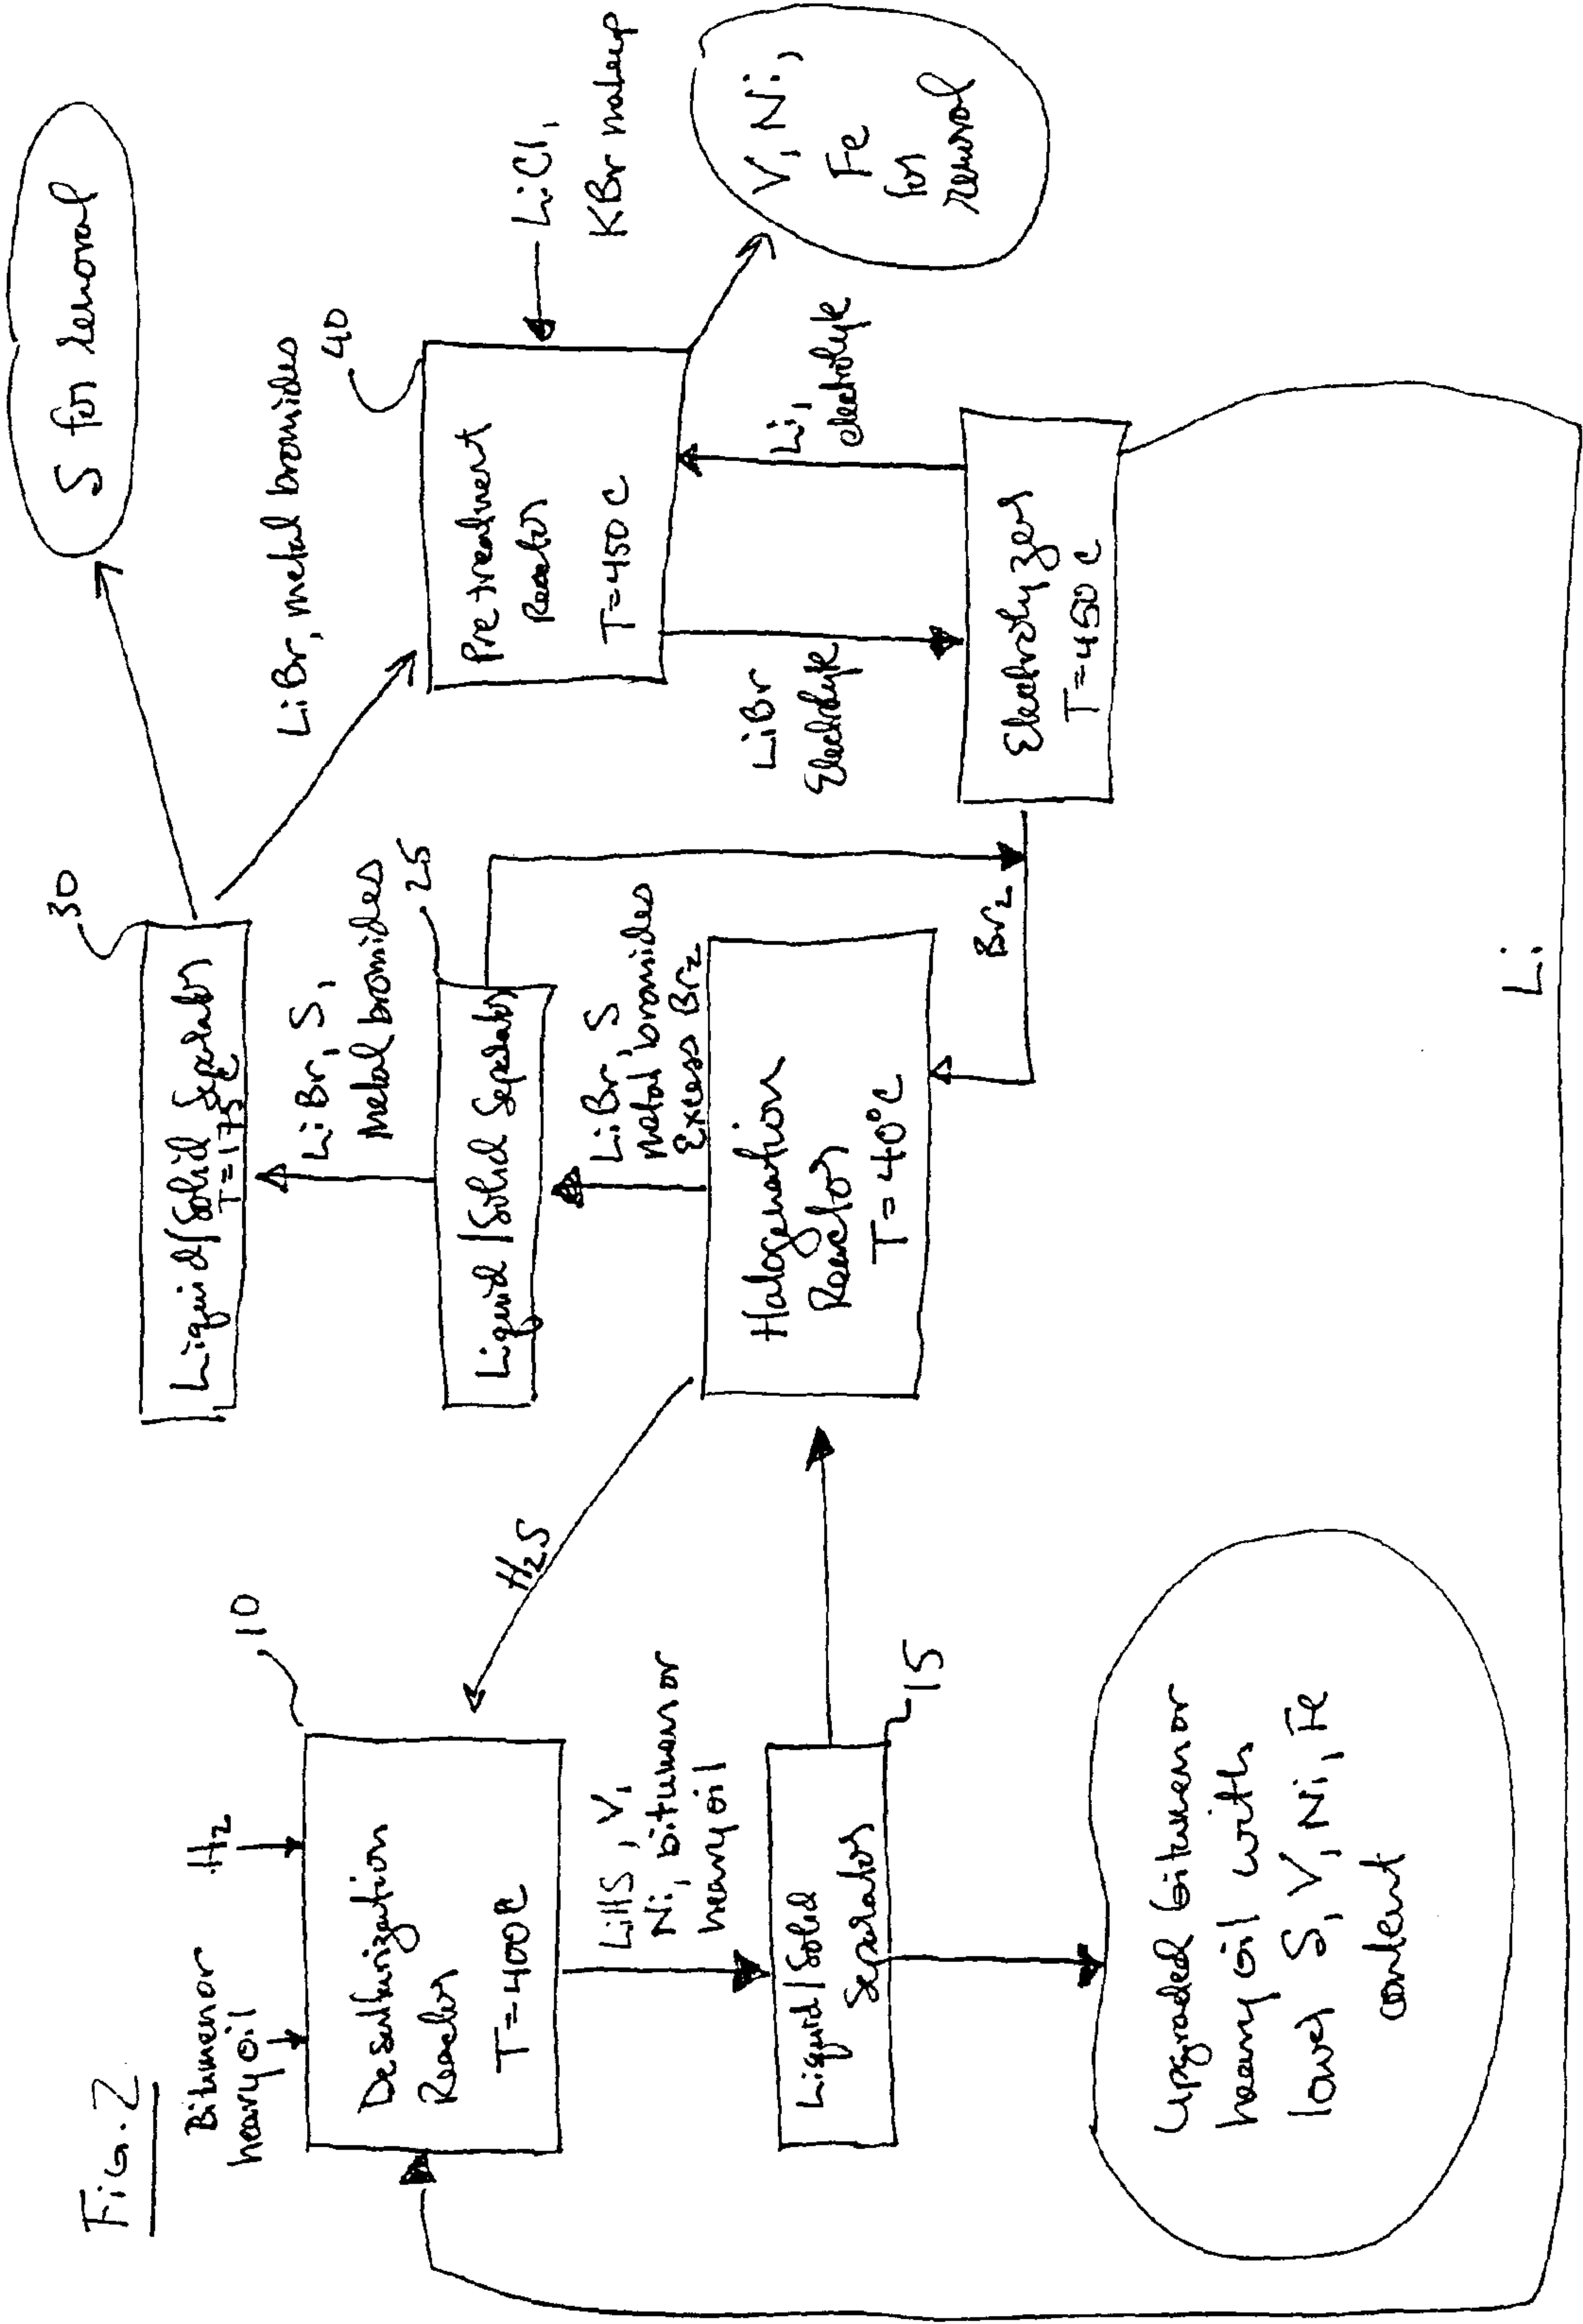 FIG. 2
Bitumen or
heavy oil
H2
10
Desulfurization
Reactor
T=400C
LiHS, V,
Ni, bitumen or
heavy oil
Liquid/Solid
Separator
15
Upgraded bitumen or
heavy oil with
lower S, V, Ni, Fe
content
H2S
30
Liquid/Solid Separator
T=175 C
LiBr, S,
Metal bromides
25
Liquid/Solid Separator
LiBr, S
metal bromides
Excess Br2
Halogenation
Reactor
T=40°C
Br2
S for removal
LiBr, metal bromides
40
Pretreatment
Reactor
T=450 C
LiCl,
KBr makeup
V, Ni,
Fe
for
removal
LiBr
Electrolyte
Li,
electrolyte
Electrolyzer
T=450 C
Li